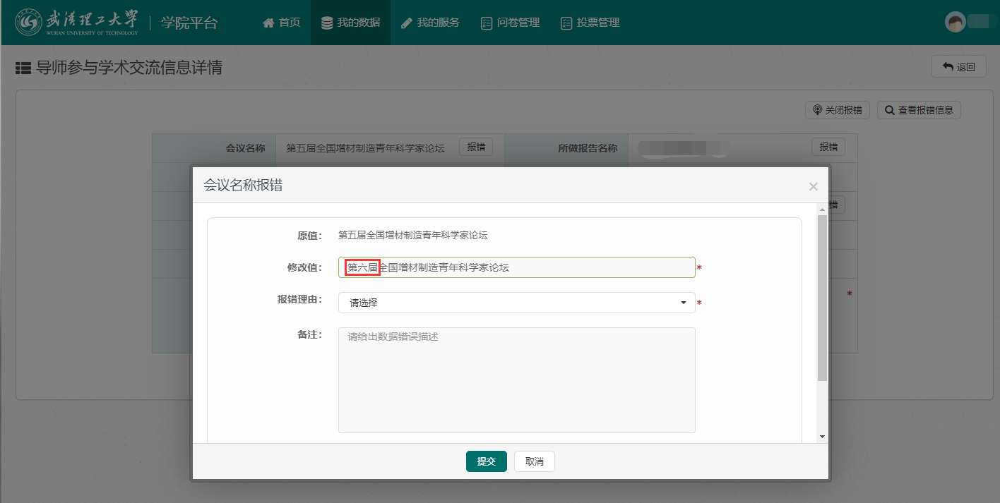 武汉理工大学 学院平台 首页 我的数据 我的服务 问卷管理 投票管理
WUHAN UNIVERSITY OF TECHNOLOGY
导师参与学术交流信息详情 返回
关闭报错 查看报错信息
会议名称 第五届全国增材制造青年科学家论坛 报错 所做报告名称 报错
会议名称报错 ×
错
原值: 第五届全国增材制造青年科学家论坛
修改值: 第六届全国增材制造青年科学家论坛 *
报错理由: 请选择 *
*
备注: 请给出数据错误描述
提交 取消